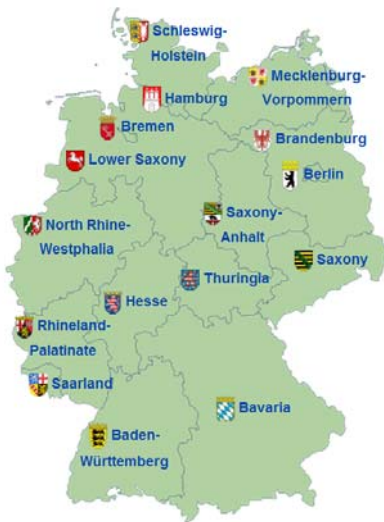 Schleswig-
Holstein
Mecklenburg-
Vorpommern
Hamburg
Bremen
Brandenburg
Lower Saxony
Berlin
North Rhine-
Westphalia
Saxony-
Anhalt
Saxony
Thuringia
Hesse
Rhineland-
Palatinate
Saarland
Bavaria
Baden-
Württemberg